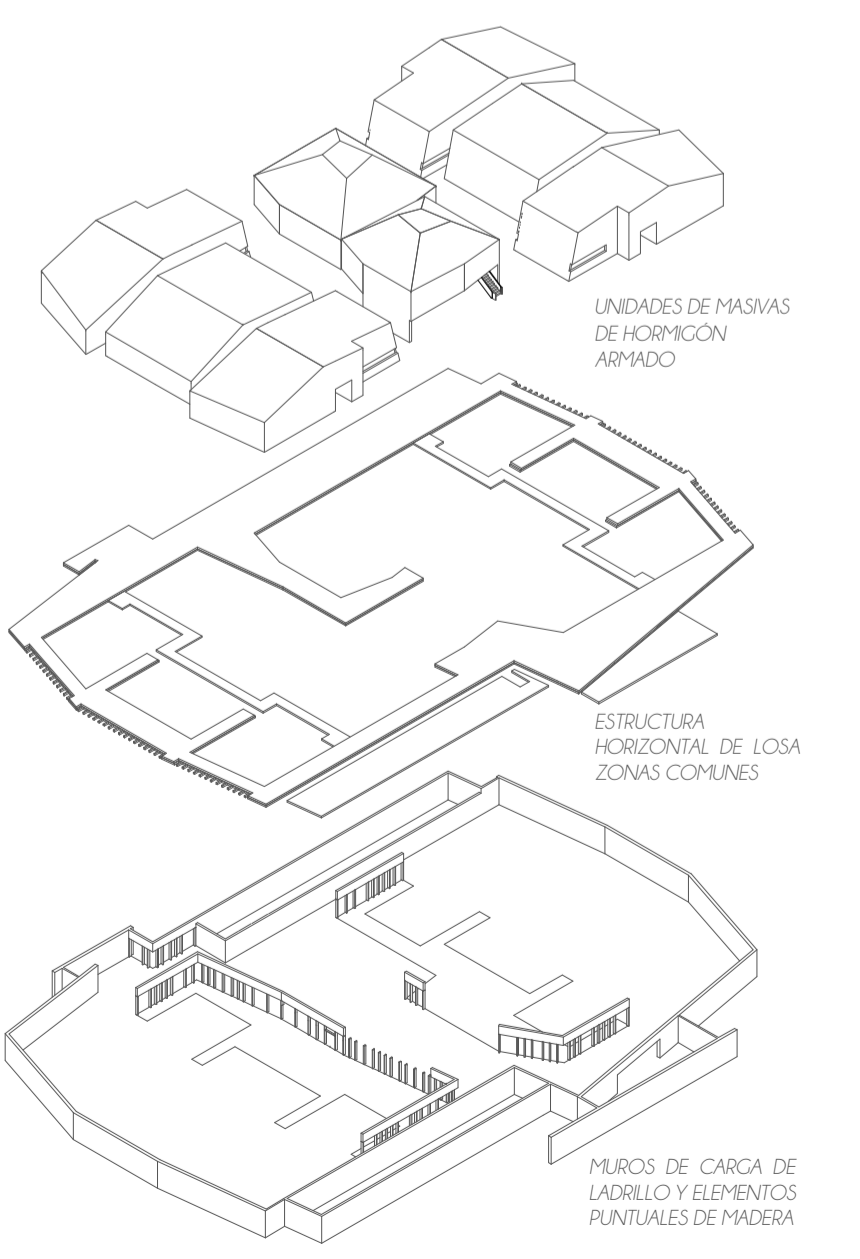 UNIDADES DE MASIVAS
DE HORMIGÓN
ARMADO
ESTRUCTURA
HORIZONTAL DE LOSA
ZONAS COMUNES
MUROS DE CARGA DE
LADRILLO Y ELEMENTOS
PUNTUALES DE MADERA